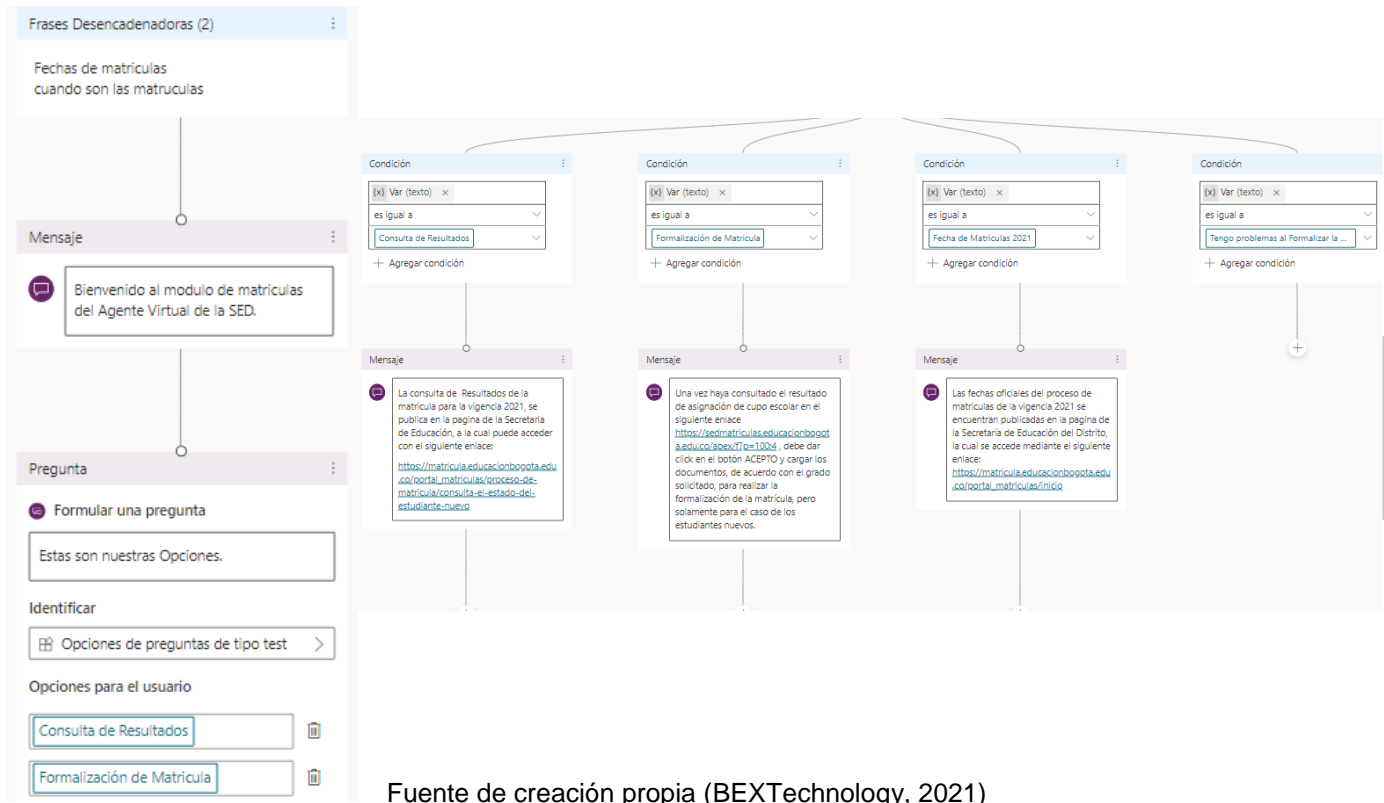 Frases Desencadenadoras (2)
Fechas de matriculas
cuando son las matruculas
Mensaje
Bienvenido al modulo de matriculas
del Agente Virtual de la SED.
Pregunta
Formular una pregunta
Estas son nuestras Opciones.
Identificar
Opciones de preguntas de tipo test
Opciones para el usuario
Consulta de Resultados
Formalización de Matricula
Condición
{x} Var (texto) ×
es igual a
Consulta de Resultados
+ Agregar condición
Mensaje
La consulta de Resultados de la
matricula para la vigencia 2021, se
publica en la pagina de la Secretaría
de Educación, a la cual puede acceder
con el siguiente enlace:
https://matricula.educacionbogota.edu
.co/portal_matriculas/proceso-de-
matricula/consulta-el-estado-del-
estudiante-nuevo
Condición
{x} Var (texto) ×
es igual a
Formalización de Matricula
+ Agregar condición
Mensaje
Una vez haya consultado el resultado
de asignación de cupo escolar en el
siguiente enlace
https://sedmatriculas.educacionbogot
a.edu.co/apex/f?p=100:4 , debe dar
click en el botón ACEPTO y cargar los
documentos, de acuerdo con el grado
solicitado, para realizar la
formalización de la matrícula, pero
solamente para el caso de los
estudiantes nuevos.
Condición
{x} Var (texto) ×
es igual a
Fecha de Matriculas 2021
+ Agregar condición
Mensaje
Las fechas oficiales del proceso de
matriculas de la vigencia 2021 se
encuentran publicadas en la pagina de
la Secretaría de Educación del Distrito,
la cual se accede mediante el siguiente
enlace:
https://matricula.educacionbogota.edu
.co/portal_matriculas/inicio
Condición
{x} Var (texto) ×
es igual a
Tengo problemas al Formalizar la ...
+ Agregar condición
Fuente de creación propia (BEXTechnology, 2021)